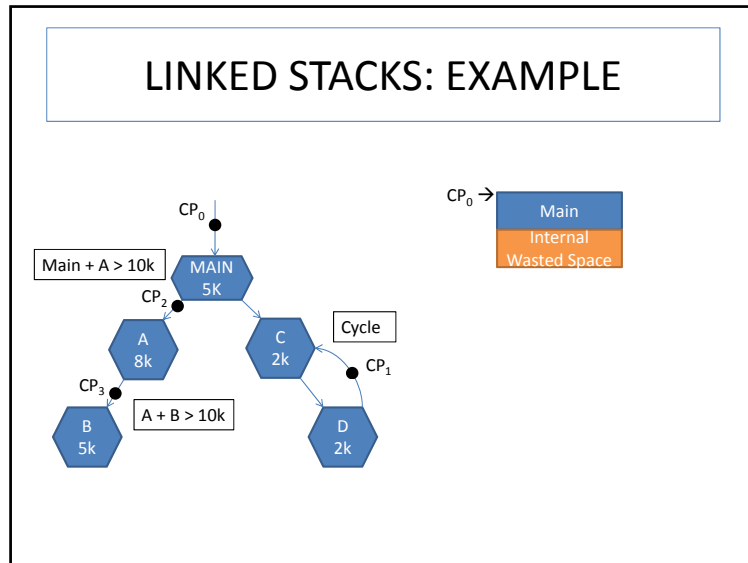 LINKED STACKS: EXAMPLE
CP0
Main + A > 10k
MAIN
5K
CP2
A
8k
CP3
A + B > 10k
B
5k
C
2k
Cycle
CP1
D
2k
CP0 →
Main
Internal
Wasted Space